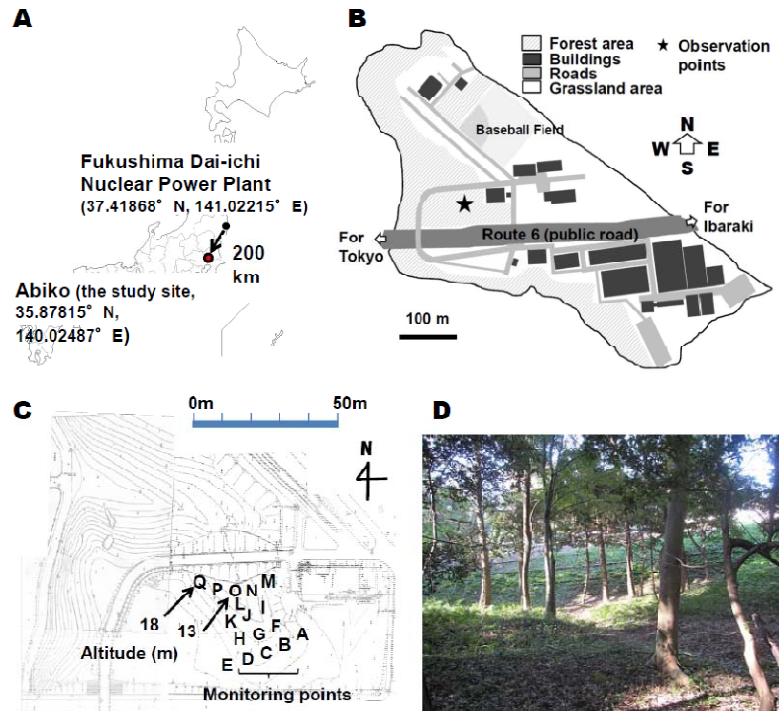 A
Fukushima Dai-ichi
Nuclear Power Plant
(37.41868° N, 141.02215° E)
200
km
Abiko (the study site,
35.87815° N,
140.02487° E)
B
Forest area
Buildings
Roads
Grassland area
★ Observation
points
Baseball Field
N
W E
S
For
Ibaraki
Route 6 (public road)
For
Tokyo
100 m
C
0m 50m
N
Q P O N M
L J I
K
H G F A
E D C B
18
13
Altitude (m)
Monitoring points
D